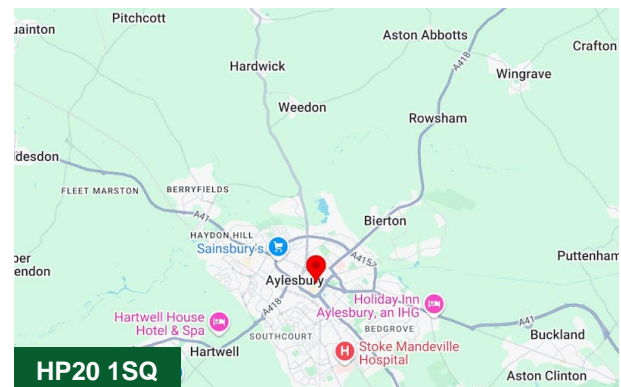 uainton
Pitchcott
Aston Abbotts
Crafton
A418
Hardwick
Wingrave
Weedon
Rowsham
ldesdon
FLEET MARSTON
BERRYFIELDS
A41
Bierton
HAYDON HILL
Sainsbury's
A4157
Puttenham
per
endon
Aylesbury
Holiday Inn
Aylesbury, an IHG
A418
Hartwell House
Hotel & Spa
BEDGROVE
A41
Buckland
SOUTHCOURT
Hartwell
H
Stoke Mandeville
Hospital
HP20 1SQ
Aston Clinton